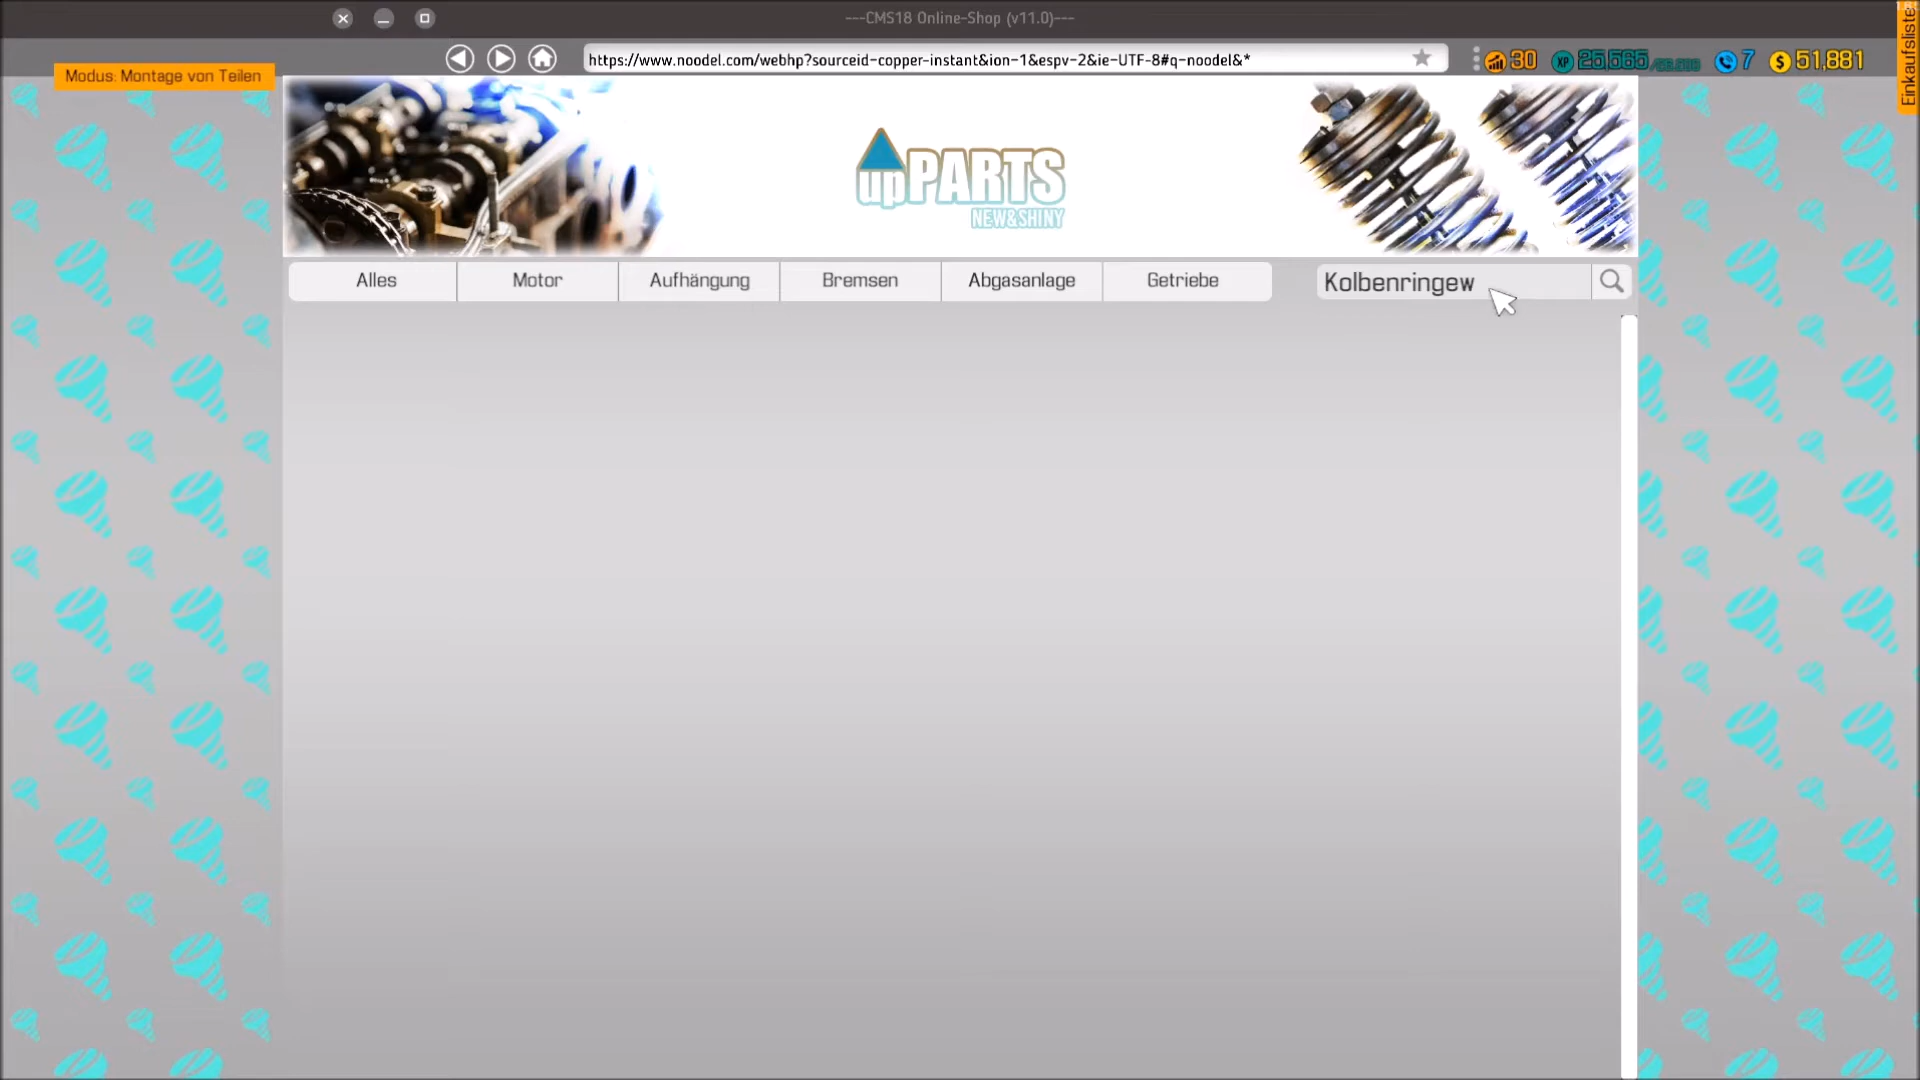 ---CMS18 Online-Shop (v11.0)---
https://www.noodel.com/webhp?sourceid-copper-instant&ion-1&espv-2&ie-UTF-8#q-noodel&*
30
XP 25,565
7
$ 51,881
Einkaufsliste
Modus: Montage von Teilen
upPARTS
NEW&SHINY
Alles
Motor
Aufhängung
Bremsen
Abgasanlage
Getriebe
Kolbenringew